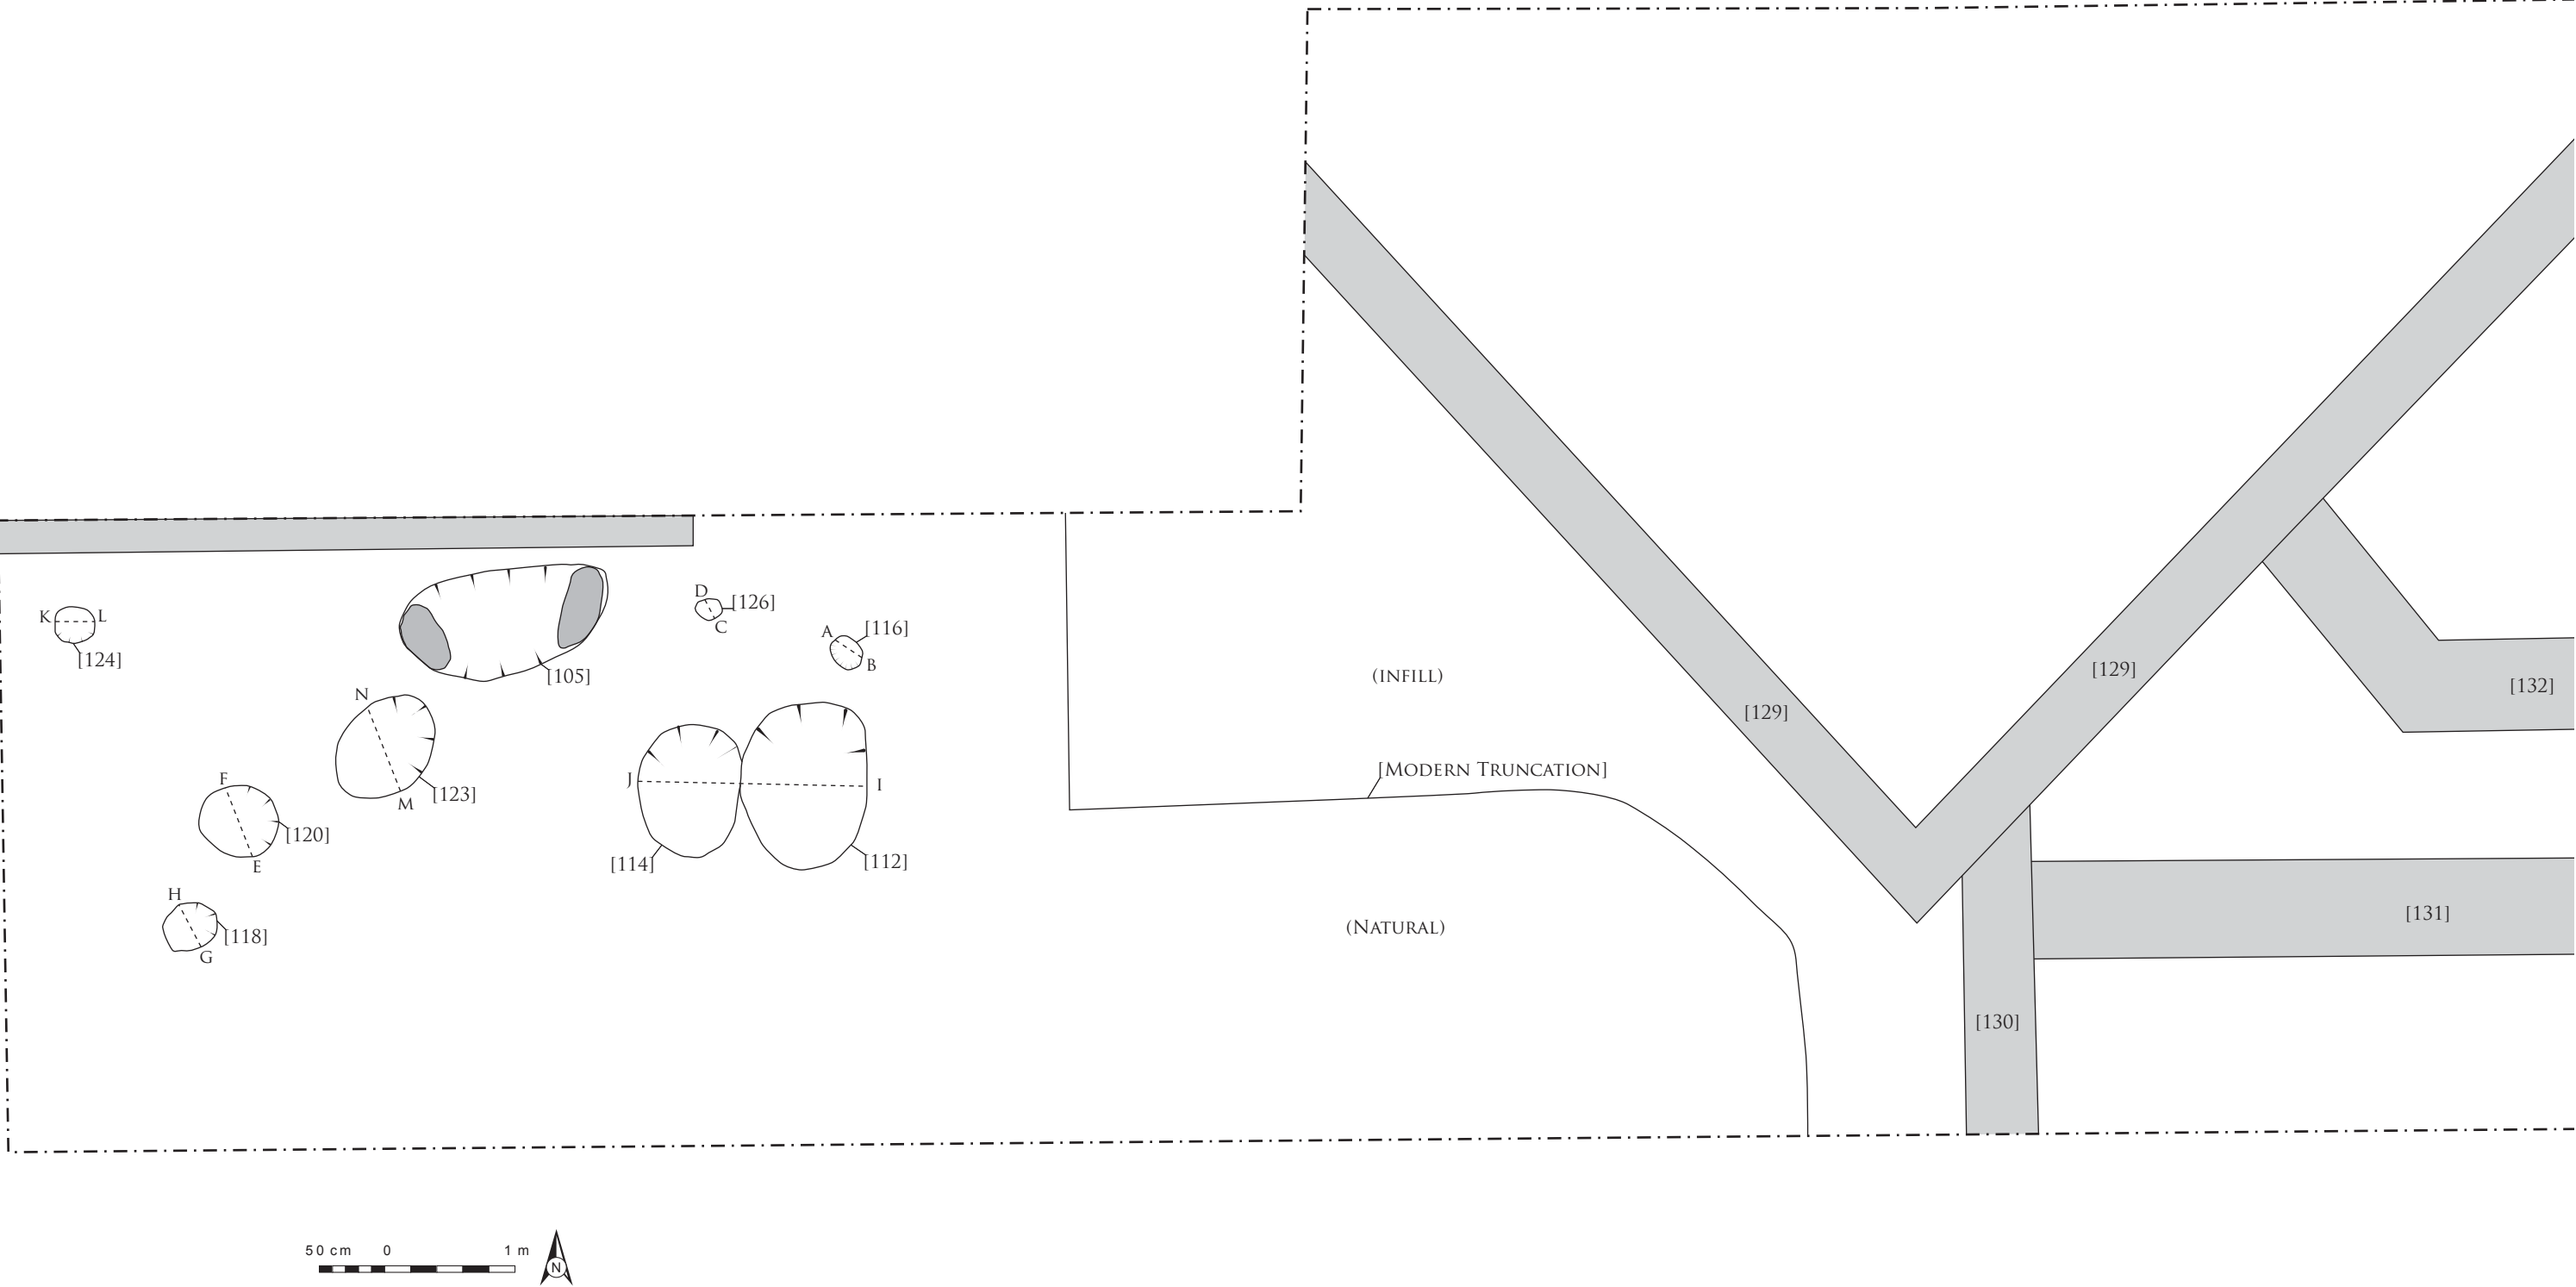 D
[126]
C
K
L
[124]
A
[116]
B
[105]
N
M
[123]
(INFILL)
[129]
[129]
[132]
[MODERN TRUNCATION]
J
I
[114]
[112]
F
E
[120]
H
G
[118]
(NATURAL)
[131]
[130]
50 cm 0 1 m
N